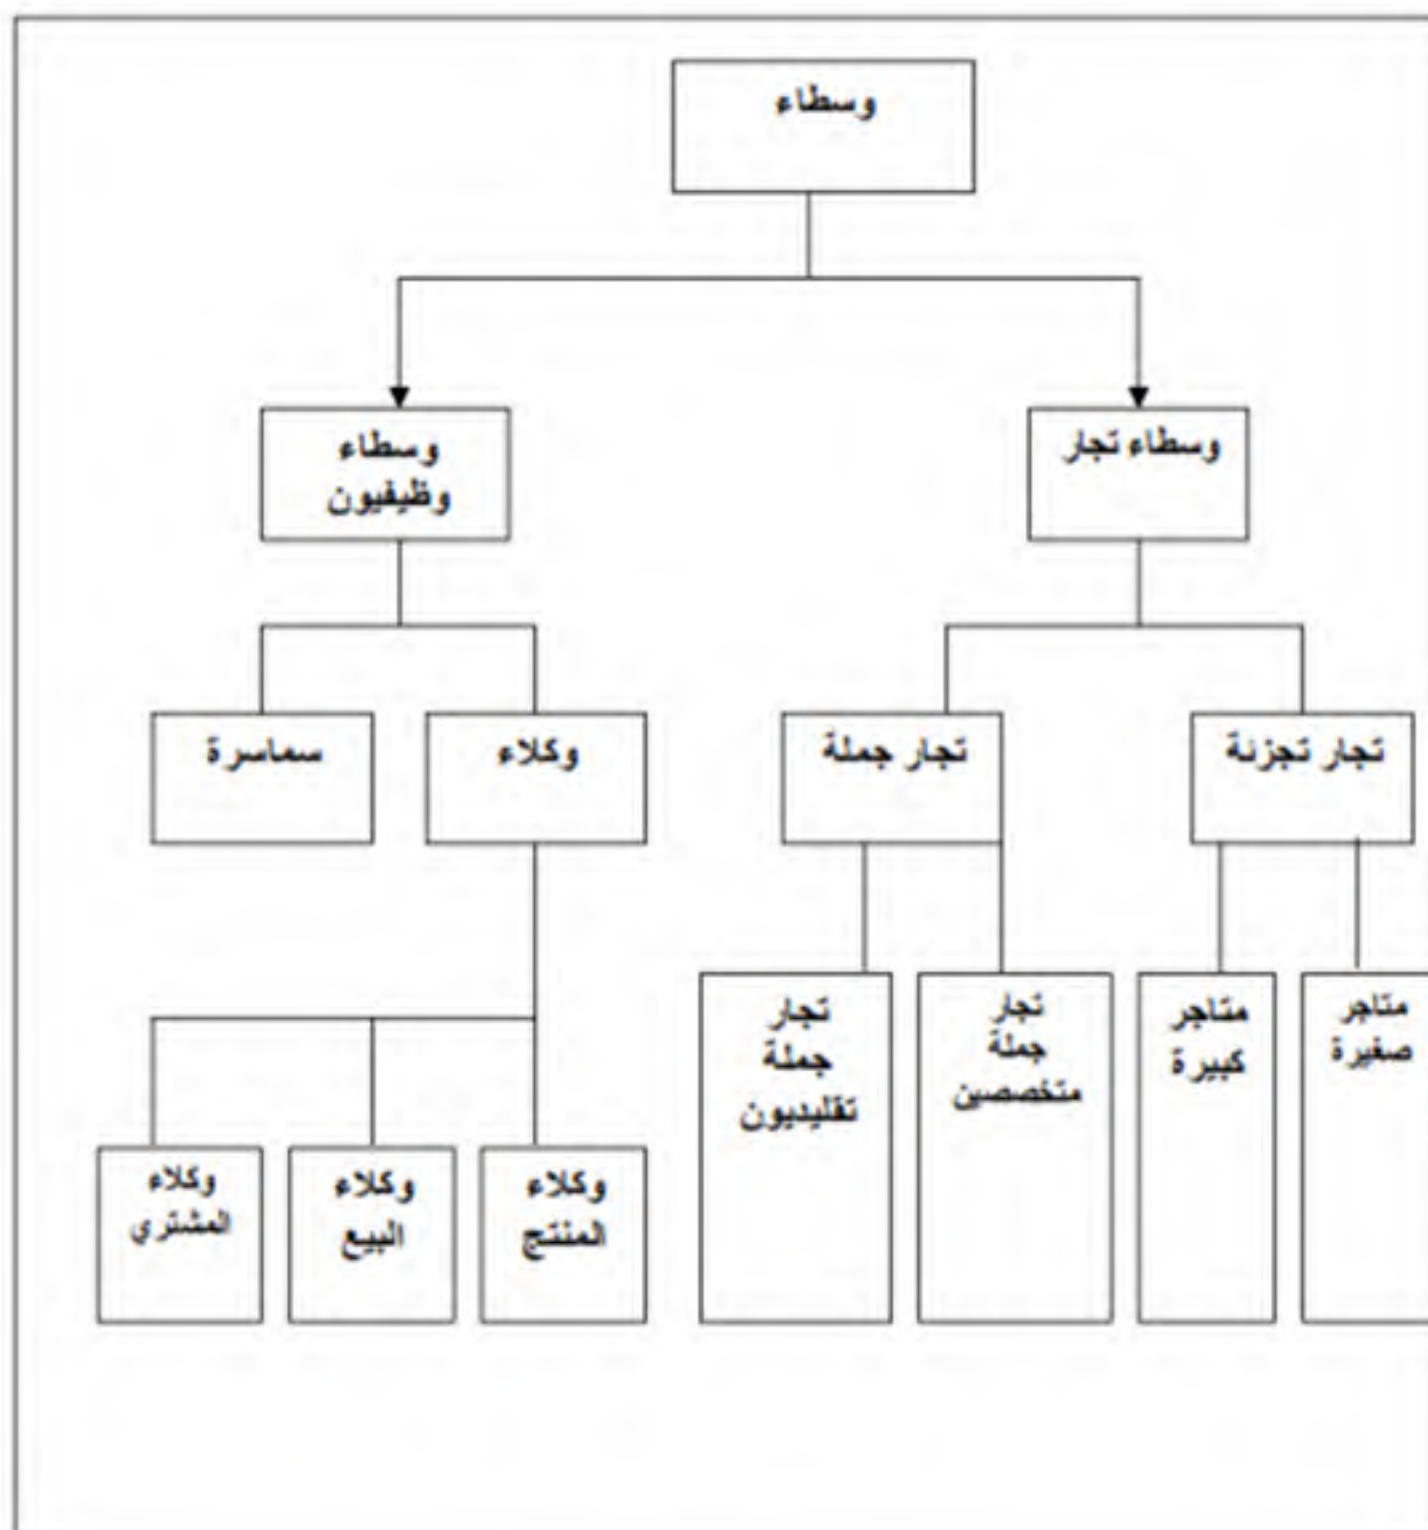 وسطاء
وسطاء تجار
وسطاء
وظيفيون
تجار تجزئة
تجار جملة
وكلاء
سماسرة
متاجر
صغيرة
متاجر
كبيرة
تجار
جملة
متخصصين
تجار
جملة
تقليديون
وكلاء
المنتج
وكلاء
البيع
وكلاء
المشتري